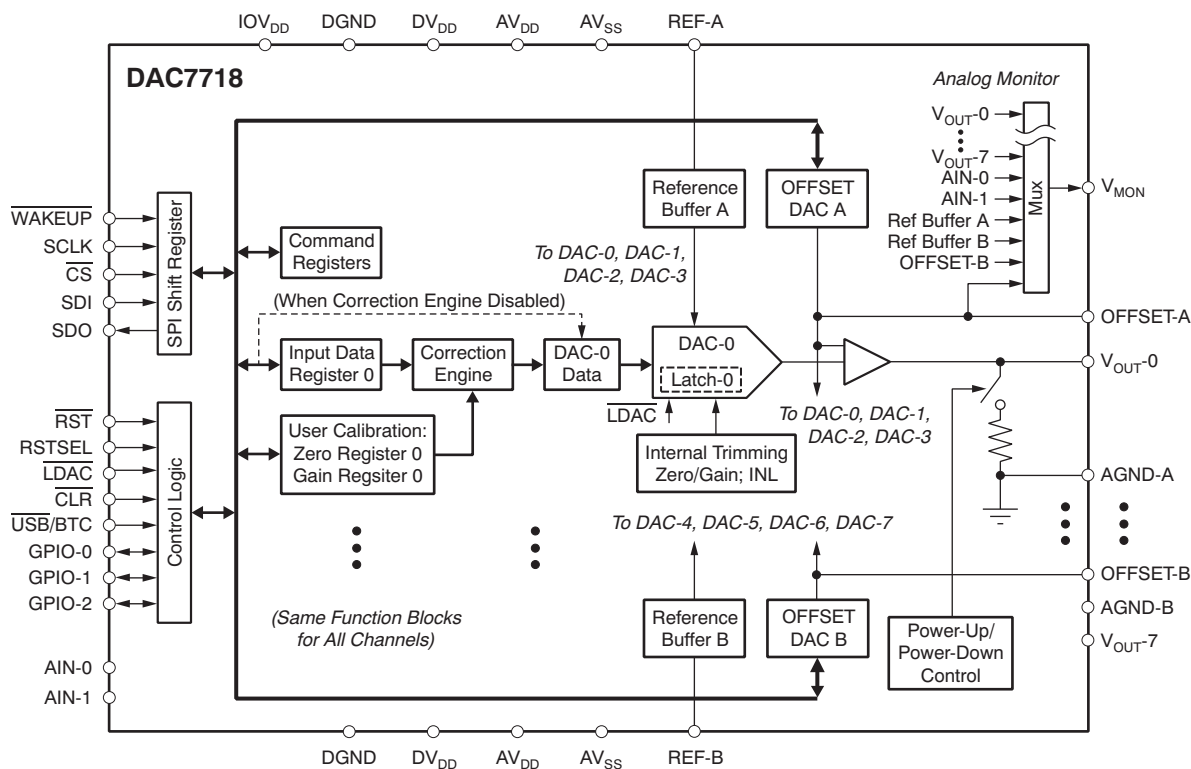 IOVDD DGND DVDD AVDD AVSS REF-A
DAC7718
Analog Monitor
VOUT-0
VOUT-7
AIN-0
AIN-1
Ref Buffer A
Ref Buffer B
OFFSET-B
Mux
VMON
Reference
Buffer A
OFFSET
DAC A
WAKEUP
SCLK
CS
SDI
SDO
SPI Shift Register
Command
Registers
To DAC-0, DAC-1,
DAC-2, DAC-3
(When Correction Engine Disabled)
OFFSET-A
Input Data
Register 0
Correction
Engine
DAC-0
Data
DAC-0
Latch-0
VOUT-0
LDAC
To DAC-0, DAC-1,
DAC-2, DAC-3
RST
RSTSEL
LDAC
CLR
USB/BTC
GPIO-0
GPIO-1
GPIO-2
Control Logic
User Calibration:
Zero Register 0
Gain Regsiter 0
Internal Trimming
Zero/Gain; INL
AGND-A
To DAC-4, DAC-5, DAC-6, DAC-7
OFFSET-B
AGND-B
VOUT-7
(Same Function Blocks
for All Channels)
Reference
Buffer B
OFFSET
DAC B
Power-Up/
Power-Down
Control
AIN-0
AIN-1
DGND DVDD AVDD AVSS REF-B